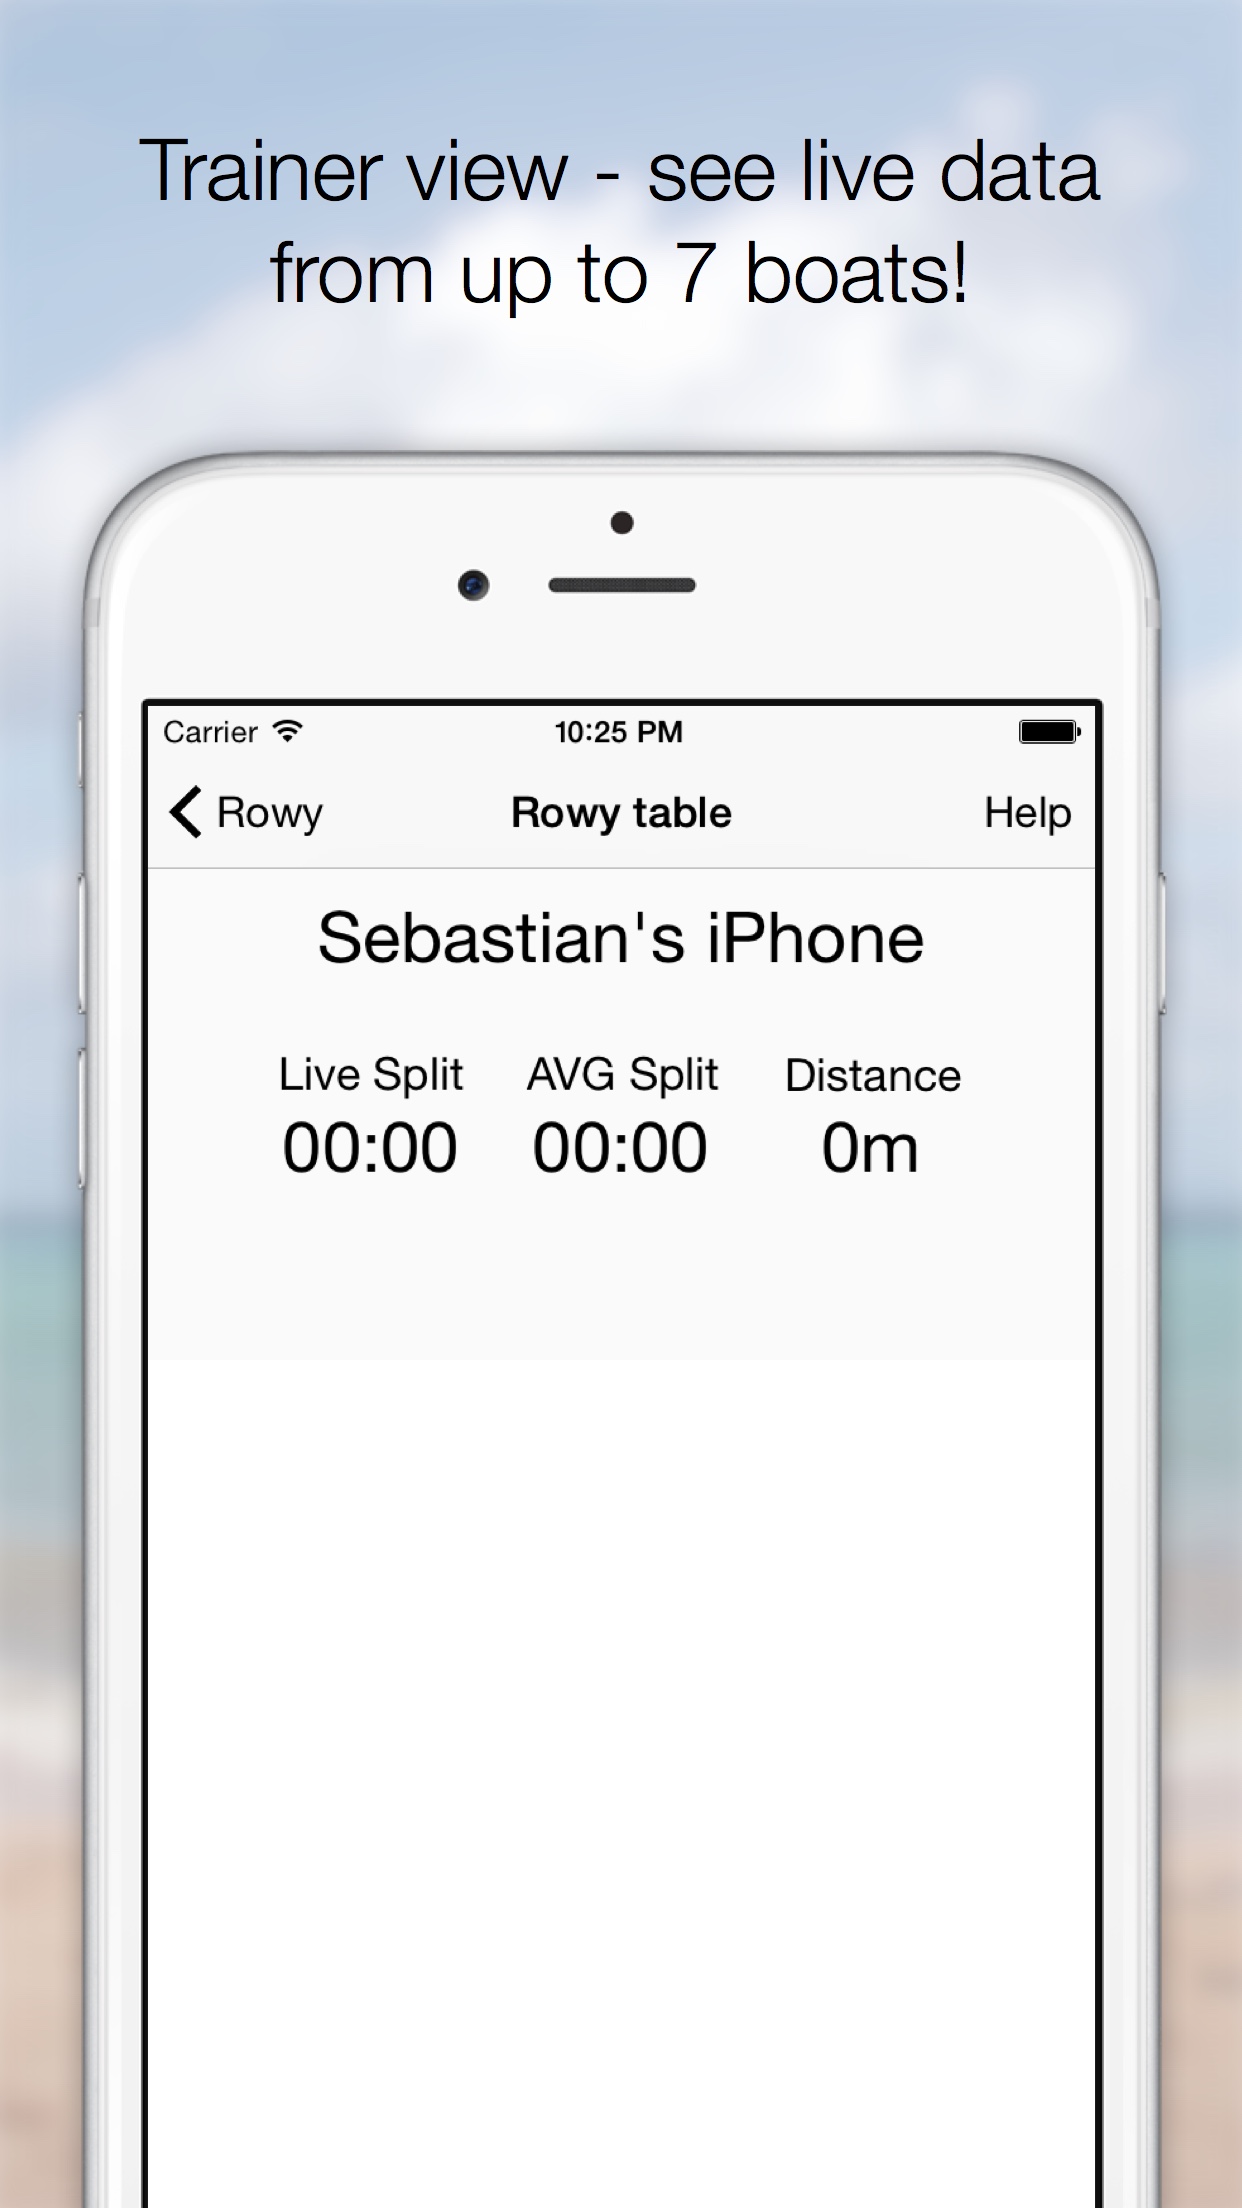 Trainer view - see live data
from up to 7 boats!
Carrier 10:25 PM
Rowy Rowy table Help
Sebastian's iPhone
Live Split AVG Split Distance
00:00 00:00 0m